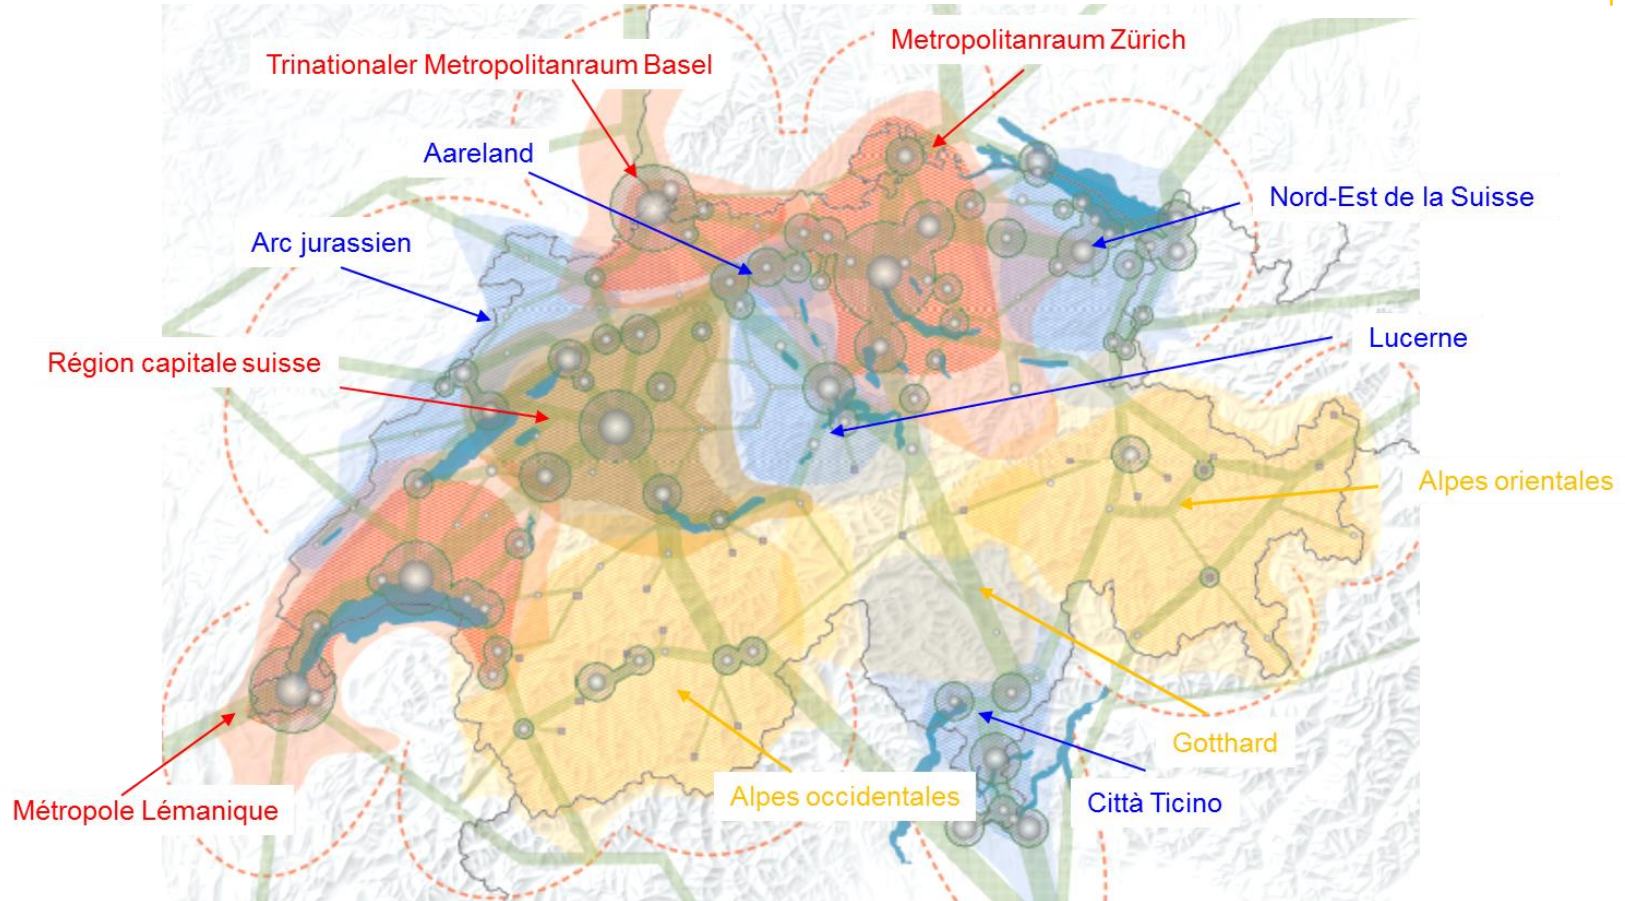 Metropolitanraum Zürich
Trinationaler Metropolitanraum Basel
Aareland
Nord-Est de la Suisse
Arc jurassien
Lucerne
Région capitale suisse
Alpes orientales
Gotthard
Alpes occidentales
Città Ticino
Métropole Lémanique